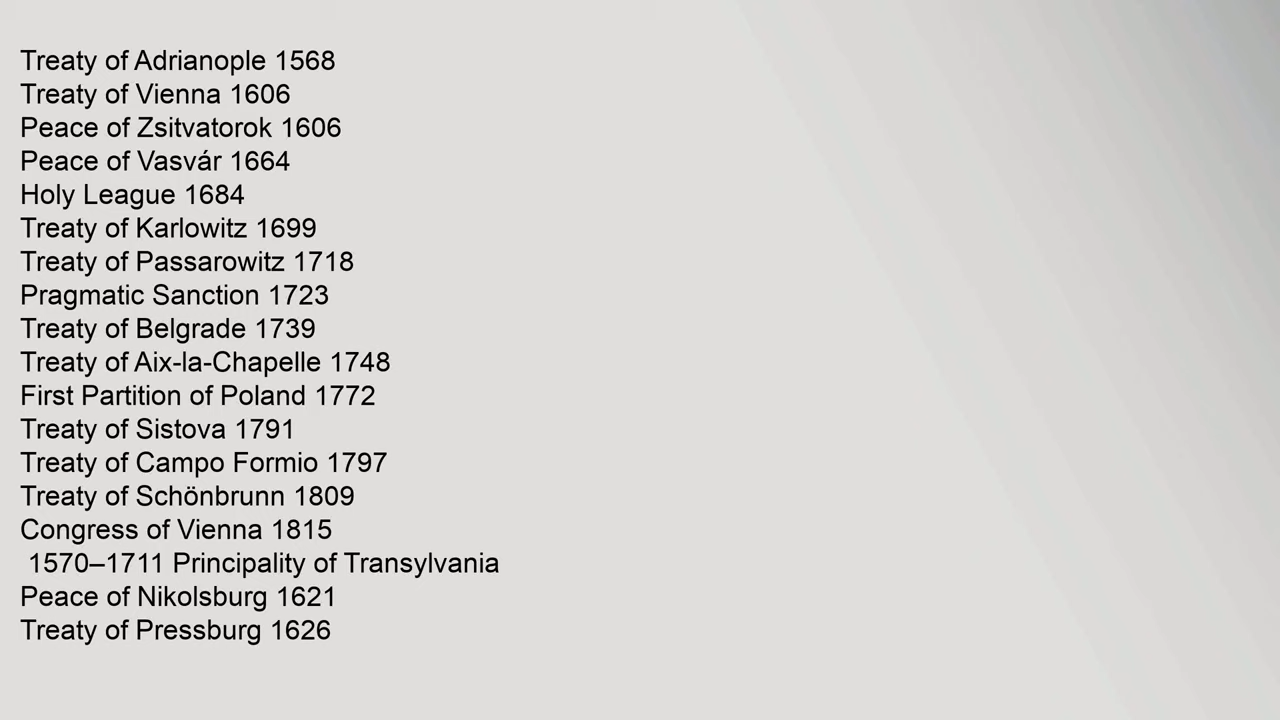 Treaty of Adrianople 1568
Treaty of Vienna 1606
Peace of Zsitvatorok 1606
Peace of Vasvár 1664
Holy League 1684
Treaty of Karlowitz 1699
Treaty of Passarowitz 1718
Pragmatic Sanction 1723
Treaty of Belgrade 1739
Treaty of Aix-la-Chapelle 1748
First Partition of Poland 1772
Treaty of Sistova 1791
Treaty of Campo Formio 1797
Treaty of Schönbrunn 1809
Congress of Vienna 1815
1570–1711 Principality of Transylvania
Peace of Nikolsburg 1621
Treaty of Pressburg 1626